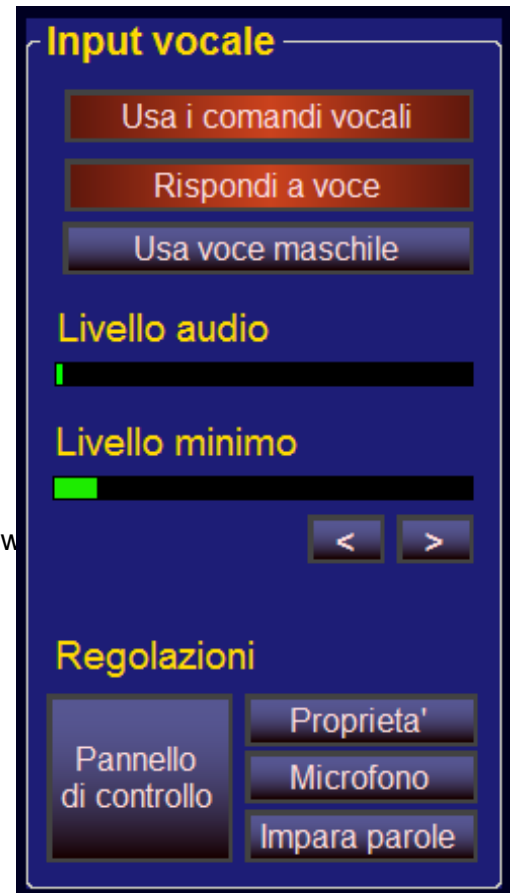 Input vocale
Usa i comandi vocali
Rispondi a voce
Usa voce maschile
Livello audio
Livello minimo
w
< >
Regolazioni
Pannello
di controllo
Proprieta'
Microfono
Impara parole